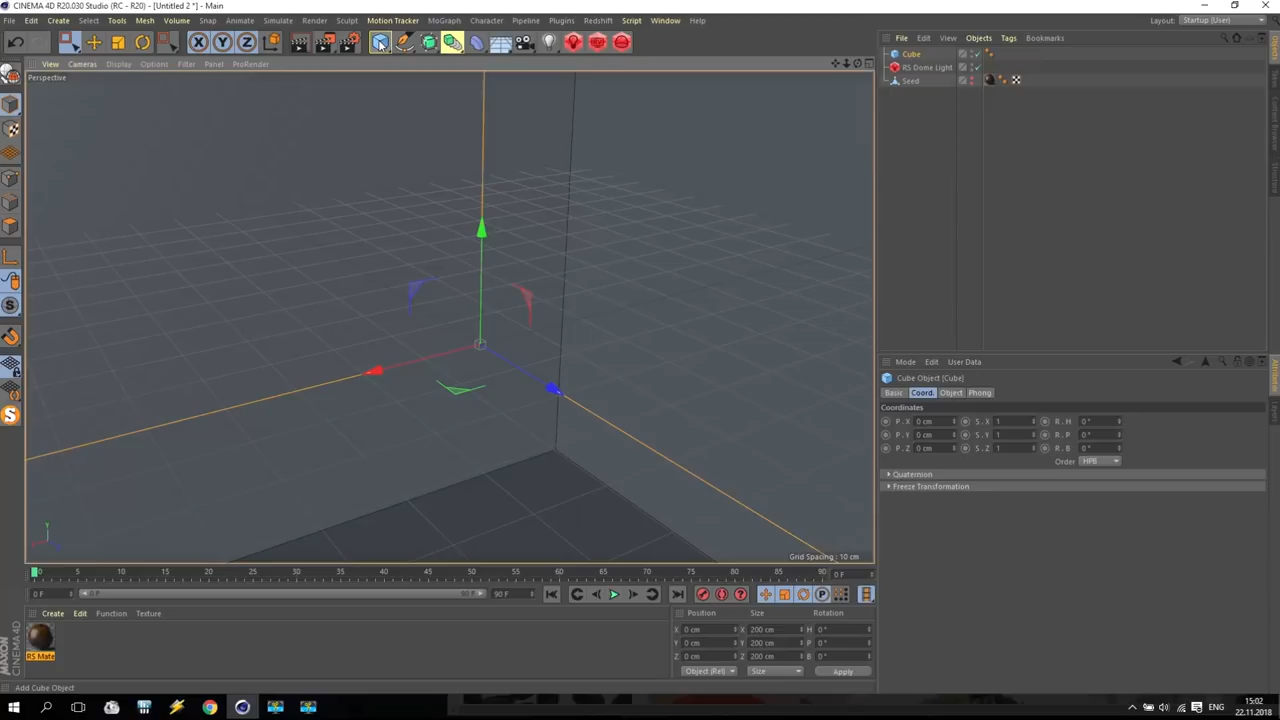 CINEMA 4D R20.030 Studio (RC - R20) - [Untitled 2 *] - Main
File Edit Create Select Tools Mesh Volume Snap Animate Simulate Render Sculpt Motion Tracker MoGraph Character Pipeline Plugins Redshift Script Window Help Layout: Startup (User)
X Y Z
View Cameras Display Options Filter Panel ProRender
Perspective
Grid Spacing : 10 cm
File Edit View Objects Tags Bookmarks
Cube
RS Dome Light
Seed
Mode Edit User Data
Cube Object [Cube]
Basic Coord. Object Phong
Coordinates
P . X 0 cm S . X 1 R . H 0 °
P . Y 0 cm S . Y 1 R . P 0 °
P . Z 0 cm S . Z 1 R . B 0 °
Order HPB
Quaternion
Freeze Transformation
0 5 10 15 20 25 30 35 40 45 50 55 60 65 70 75 80 85 90 0 F
0 F 0 F 90 F 90 F
Create Edit Function Texture
RS Mate
Position Size Rotation
X 0 cm X 200 cm H 0 °
Y 0 cm Y 200 cm P 0 °
Z 0 cm Z 200 cm B 0 °
Object (Rel) Size Apply
MAXON CINEMA 4D
Add Cube Object
ENG
15:02
22.11.2018